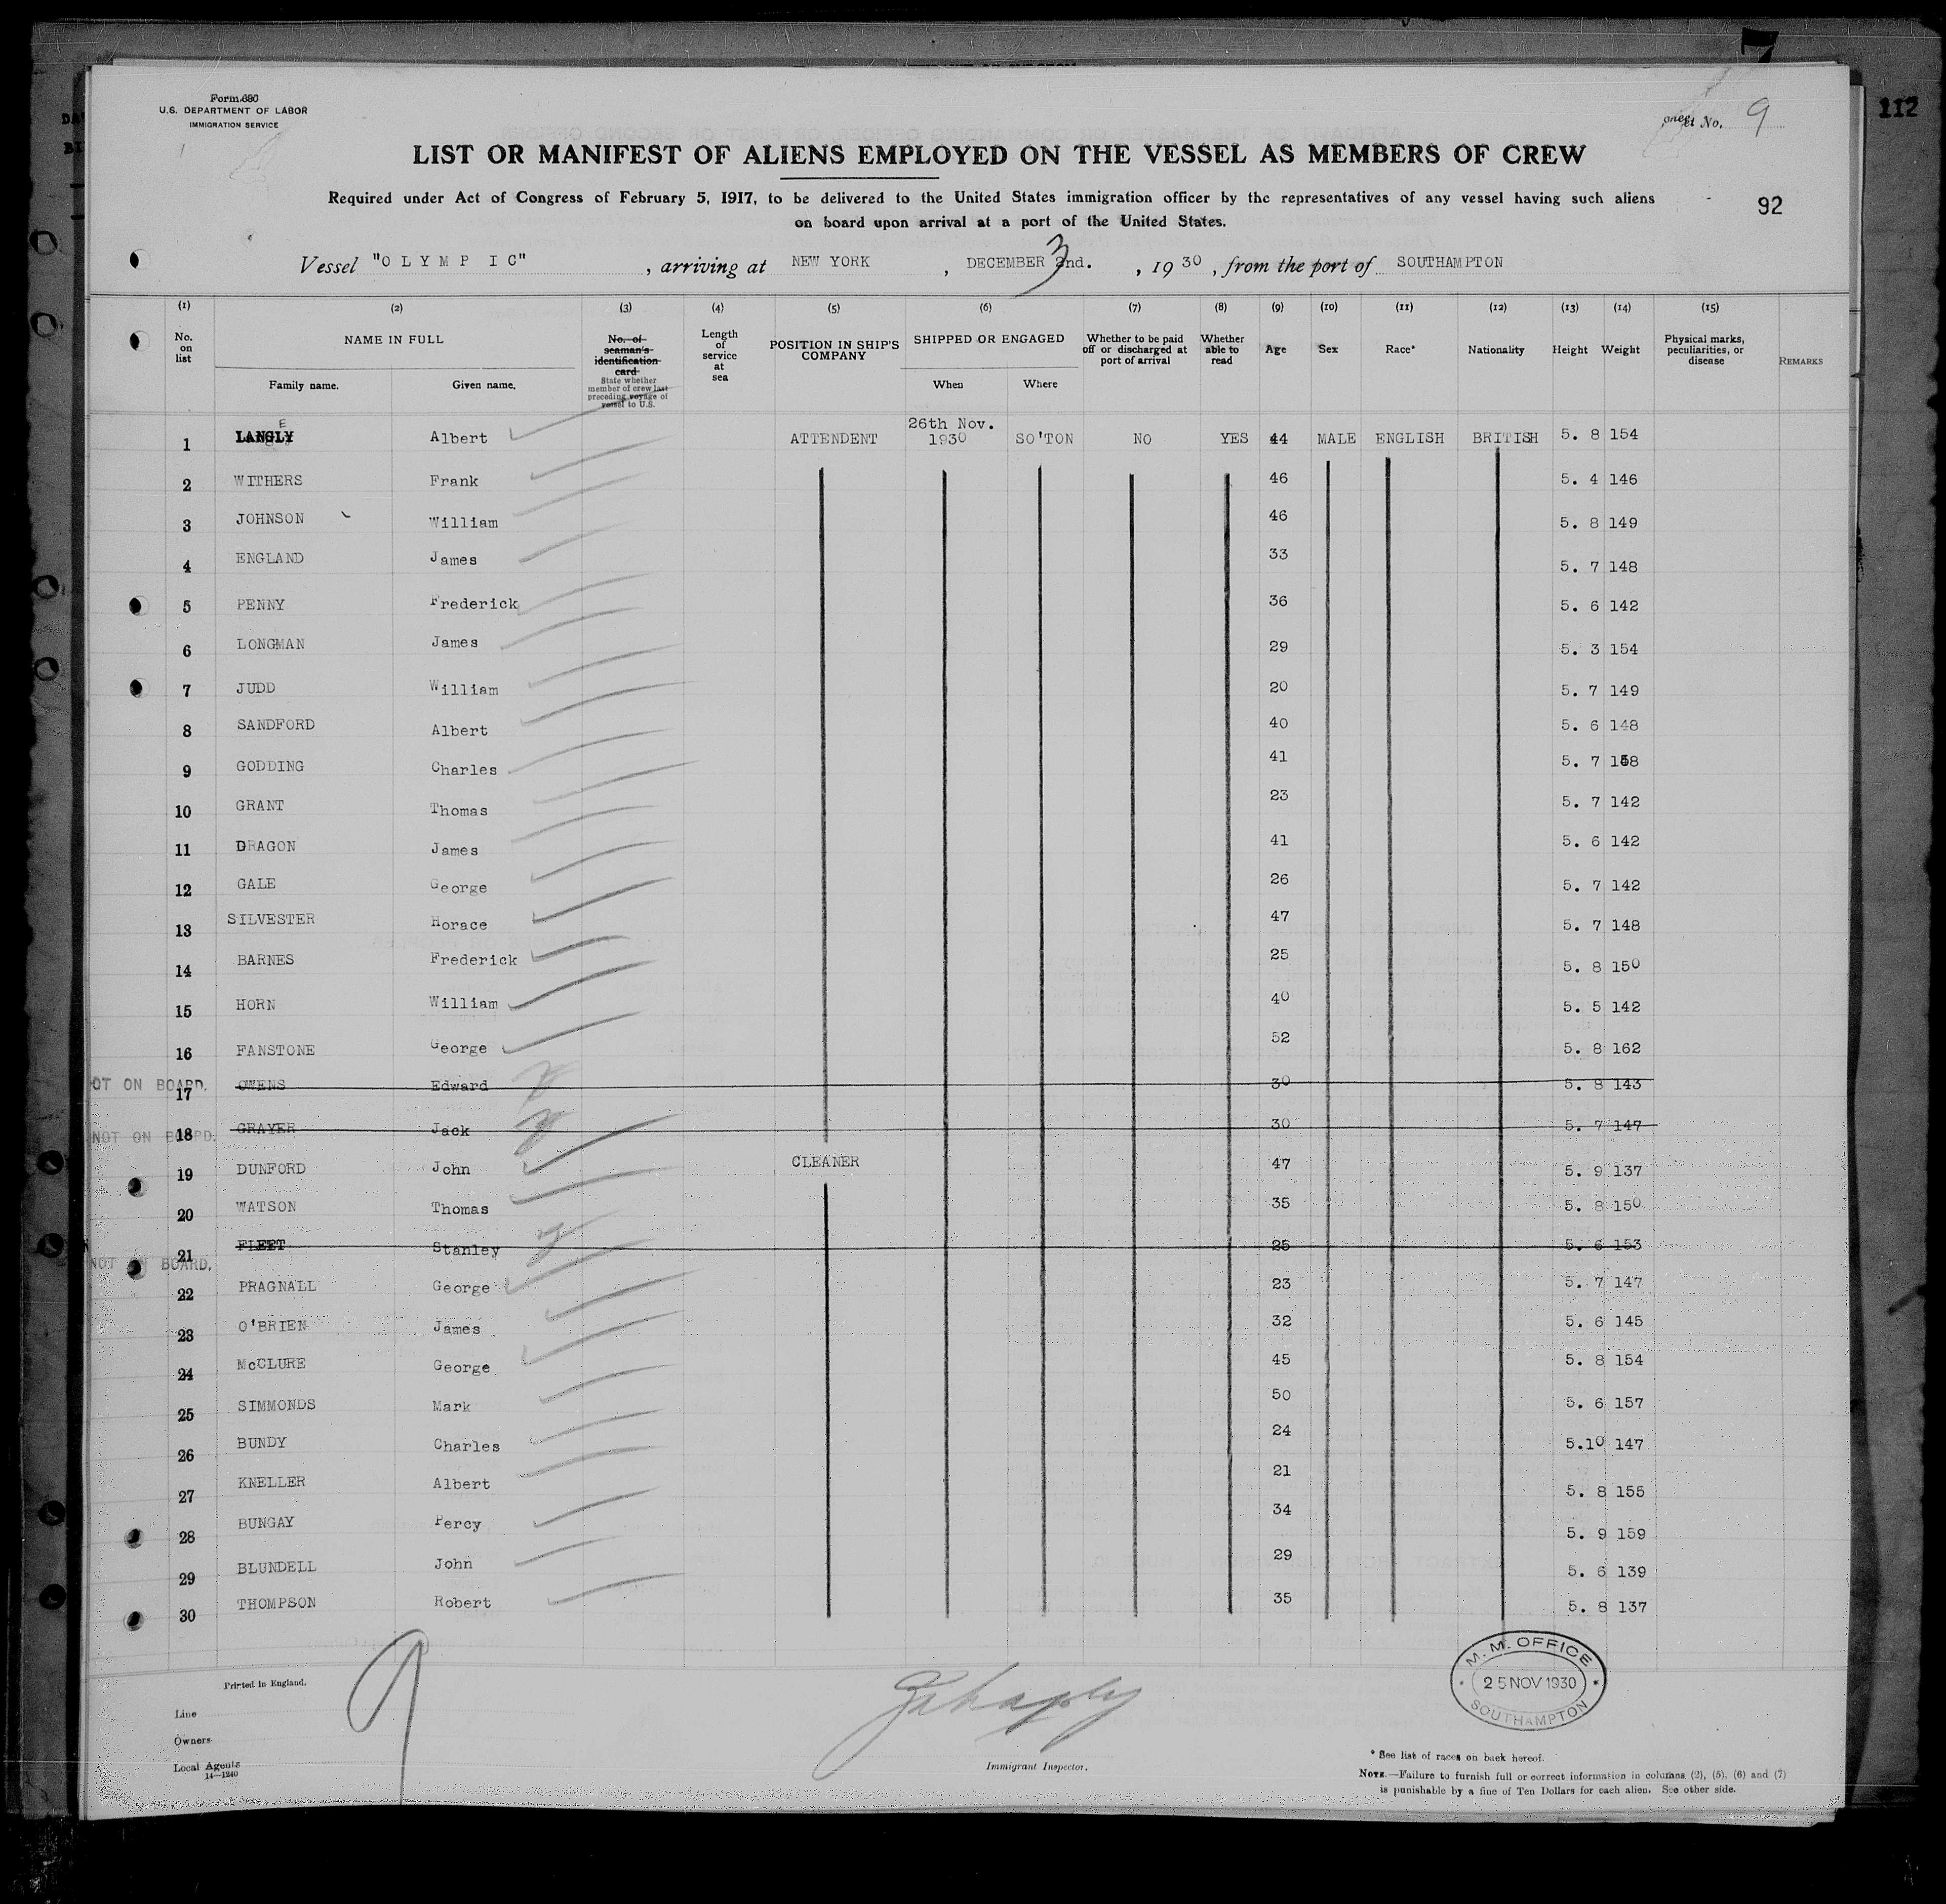 112
Form 680
U.S. DEPARTMENT OF LABOR
IMMIGRATION SERVICE
No. 9
LIST OR MANIFEST OF ALIENS EMPLOYED ON THE VESSEL AS MEMBERS OF CREW
Required under Act of Congress of February 5, 1917, to be delivered to the United States immigration officer by the representatives of any vessel having such aliens
on board upon arrival at a port of the United States.
92
Vessel "OLYMPIC", arriving at NEW YORK, DECEMBER 3nd., 1930, from the port of SOUTHAMPTON
(1) (2) (3) (4) (5) (6) (7) (8) (9) (10) (11) (12) (13) (14) (15)
No. on list
NAME IN FULL
Family name. Given name.
No. of seaman's identification card
State whether member of crew last preceding voyage of vessel to U.S.
Length of service at sea
POSITION IN SHIP'S COMPANY
SHIPPED OR ENGAGED
When Where
Whether to be paid off or discharged at port of arrival
Whether able to read
Age
Sex
Race*
Nationality
Height
Weight
Physical marks, peculiarities, or disease
REMARKS
1 LANGLY E Albert ATTENDENT 26th Nov. 1930 SO'TON NO YES 44 MALE ENGLISH BRITISH 5. 8 154
2 WITHERS Frank 46 5. 4 146
3 JOHNSON William 46 5. 8 149
4 ENGLAND James 33 5. 7 148
5 PENNY Frederick 36 5. 6 142
6 LONGMAN James 29 5. 3 154
7 JUDD William 20 5. 7 149
8 SANDFORD Albert 40 5. 6 148
9 GODDING Charles 41 5. 7
10 GRANT Thomas 23 5. 7 142
11 DRAGON James 41 5. 6 142
12 GALE George 26 5. 7 142
13 SILVESTER Horace 47 5. 7 148
14 BARNES Frederick 25 5. 8 150
15 HORN William 40 5. 5 142
16 FANSTONE George 52 5. 8 162
OT ON BOARD. 17 OWENS Edward 30 5. 8 143
NOT ON BOARD. 18 GRAYER Jack 30 5. 7 147
19 DUNFORD John CLEANER 47 5. 9 137
20 WATSON Thomas 35 5. 8 150
NOT ON BOARD. 21 FLEET Stanley 25 5. 6 153
22 PRAGNALL George 23 5. 7 147
23 O'BRIEN James 32 5. 6 145
24 McCLURE George 45 5. 8 154
25 SIMMONDS Mark 50 5. 6 157
26 BUNDY Charles 24 5.10 147
27 KNELLER Albert 21 5. 8 155
28 BUNGAY Percy 34 5. 9 159
29 BLUNDELL John 29 5. 6 139
30 THOMPSON Robert 35 5. 8 137
Printed in England.
Line
Owners
Local Agents
14—1240
9
Immigrant Inspector.
M. M. OFFICE
25 NOV 1930
SOUTHAMPTON
* See list of races on back hereof.
NOTE.—Failure to furnish full or correct information in columns (2), (5), (6) and (7)
is punishable by a fine of Ten Dollars for each alien. See other side.